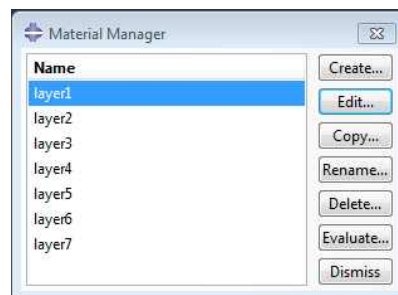 Material Manager
Name
layer1
layer2
layer3
layer4
layer5
layer6
layer7
Create...
Edit...
Copy...
Rename...
Delete...
Evaluate...
Dismiss